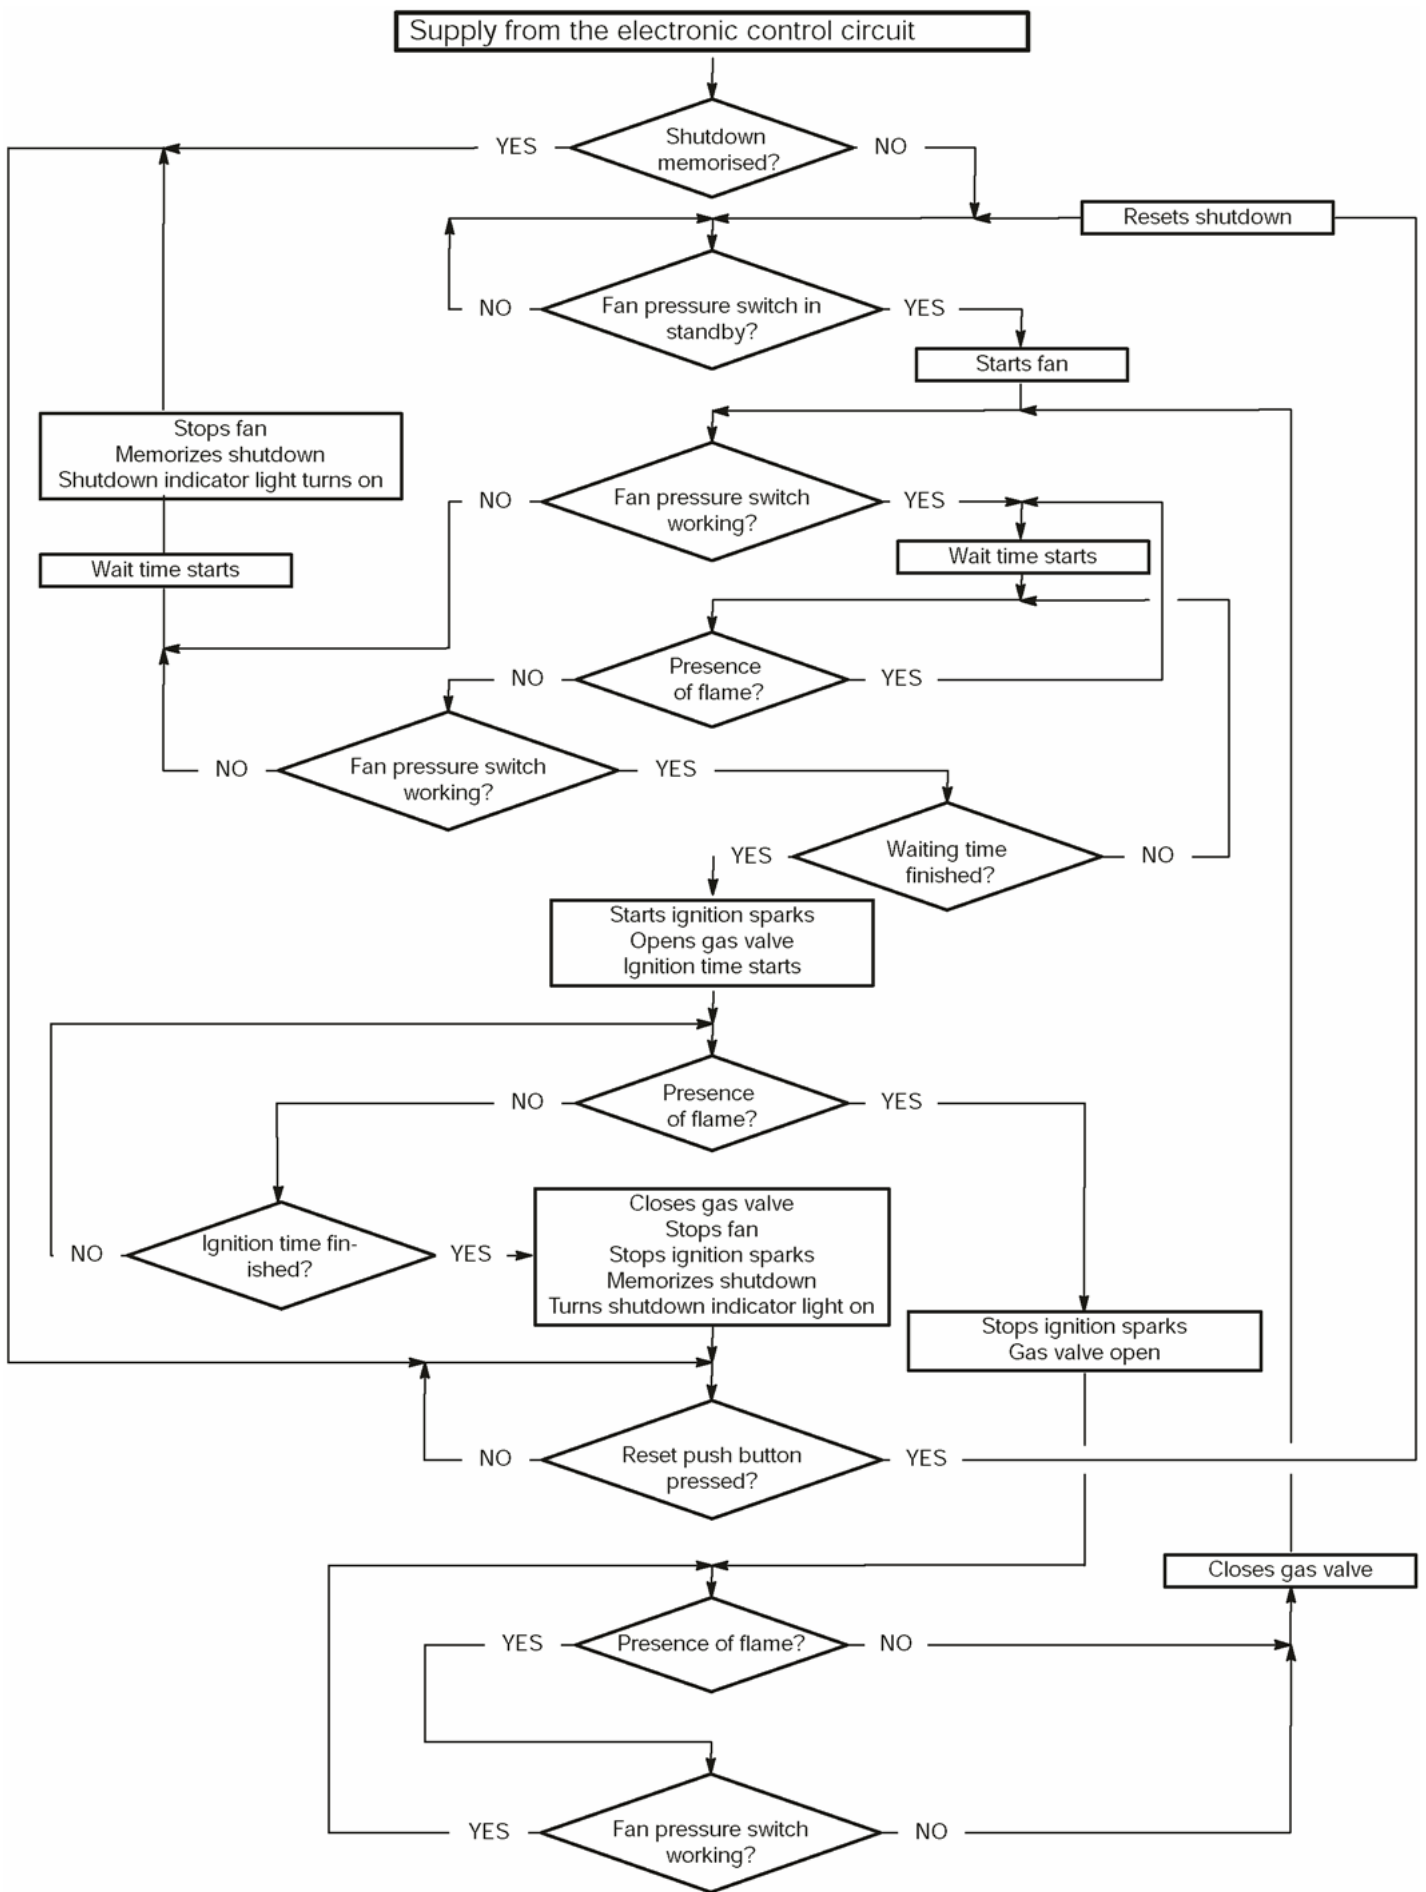 Supply from the electronic control circuit
YES
Shutdown
memorised?
NO
Resets shutdown
NO
Fan pressure switch in
standby?
YES
Starts fan
Stops fan
Memorizes shutdown
Shutdown indicator light turns on
NO
Fan pressure switch
working?
YES
Wait time starts
Wait time starts
NO
Presence
of flame?
YES
NO
Fan pressure switch
working?
YES
YES
Waiting time
finished?
NO
Starts ignition sparks
Opens gas valve
Ignition time starts
NO
Presence
of flame?
YES
NO
Ignition time fin-
ished?
YES
Closes gas valve
Stops fan
Stops ignition sparks
Memorizes shutdown
Turns shutdown indicator light on
Stops ignition sparks
Gas valve open
NO
Reset push button
pressed?
YES
Closes gas valve
YES
Presence of flame?
NO
YES
Fan pressure switch
working?
NO